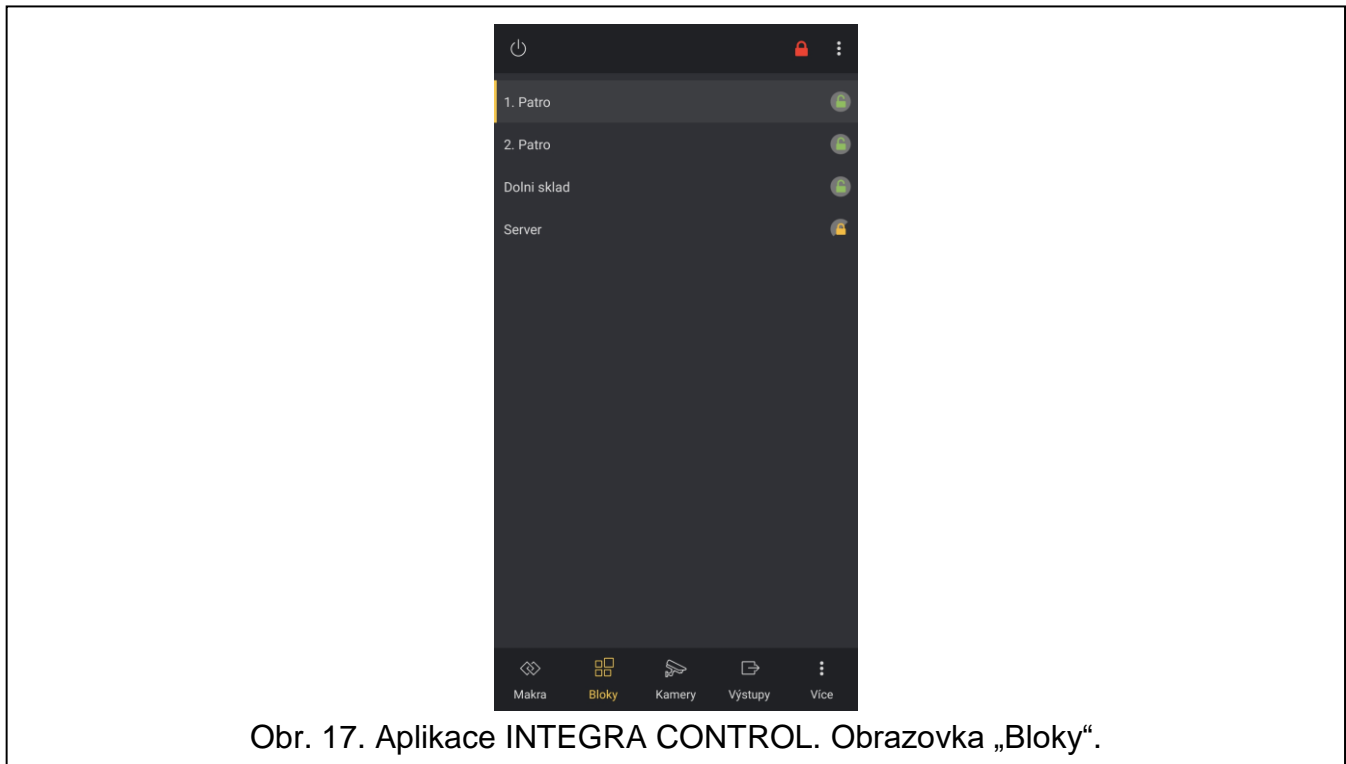 1. Patro
2. Patro
Dolni sklad
Server
Makra Bloky Kamery Výstupy Více
Obr. 17. Aplikace INTEGRA CONTROL. Obrazovka „Bloky“.